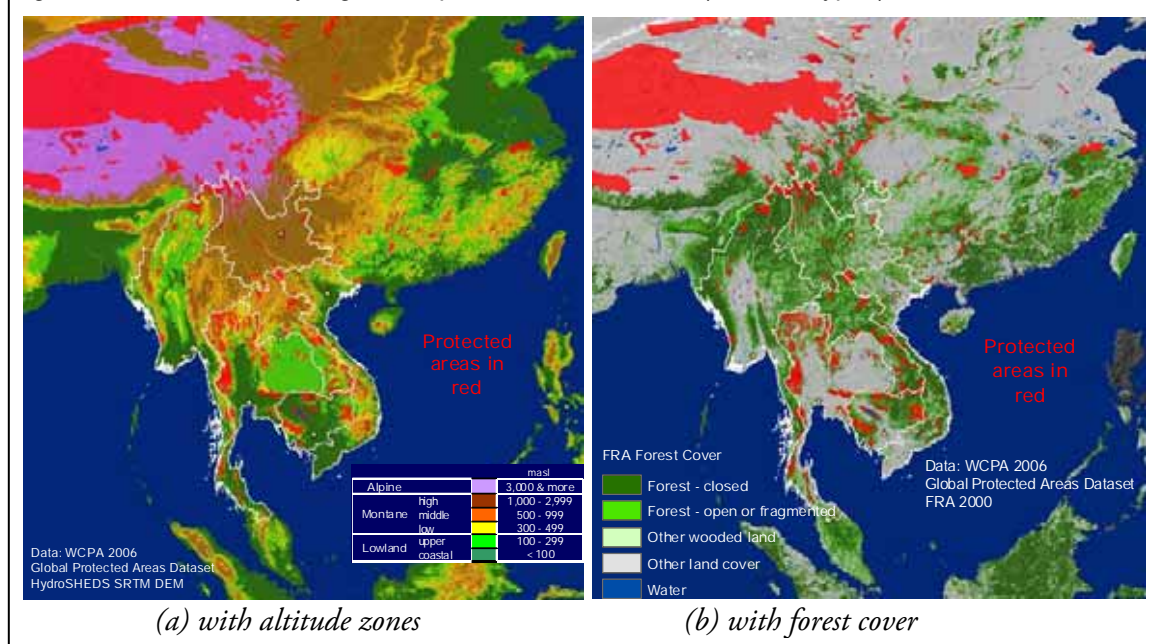 Protected
areas in
red
masl
Alpine 3,000 & more
Montane high 1,000 - 2,999
middle 500 - 999
low 300 - 499
Lowland upper 100 - 299
coastal < 100
Data: WCPA 2006
Global Protected Areas Dataset
HydroSHEDS SRTM DEM
(a) with altitude zones
Protected
areas in
red
FRA Forest Cover
Forest - closed
Forest - open or fragmented
Other wooded land
Other land cover
Water
Data: WCPA 2006
Global Protected Areas Dataset
FRA 2000
(b) with forest cover